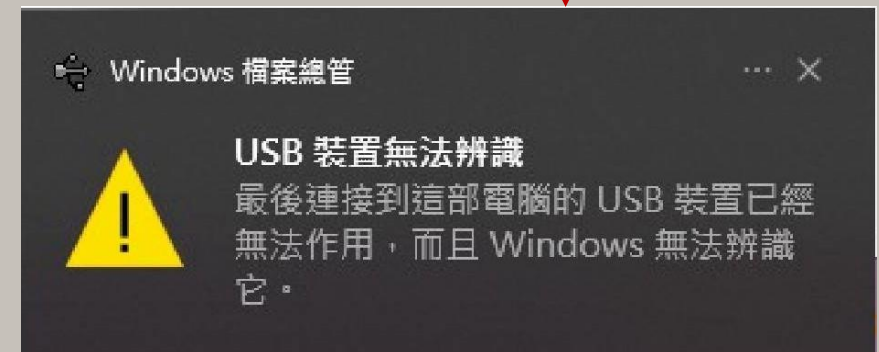 Windows 檔案總管
USB 裝置無法辨識
最後連接到這部電腦的 USB 裝置已經
無法作用，而且 Windows 無法辨識
它。